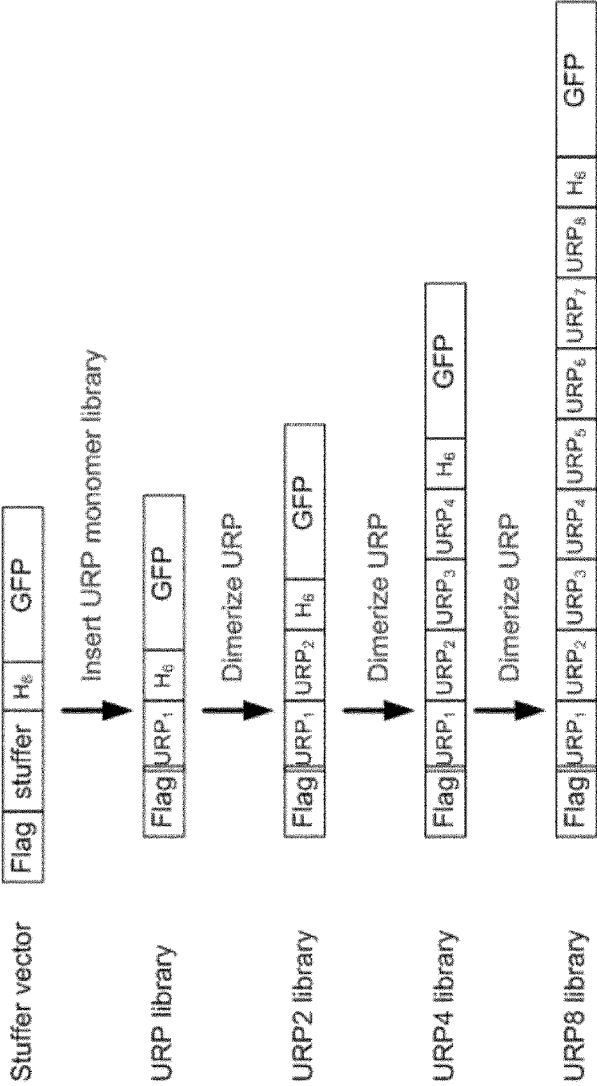 Stuffer vector
Flag stuffer H₆ GFP
Insert URP monomer library
URP library
Flag URP₁ H₆ GFP
Dimerize URP
URP2 library
Flag URP₁ URP₂ H₆ GFP
Dimerize URP
URP4 library
Flag URP₁ URP₂ URP₃ URP₄ H₆ GFP
Dimerize URP
URP8 library
Flag URP₁ URP₂ URP₃ URP₄ URP₅ URP₆ URP₇ URP₈ H₆ GFP